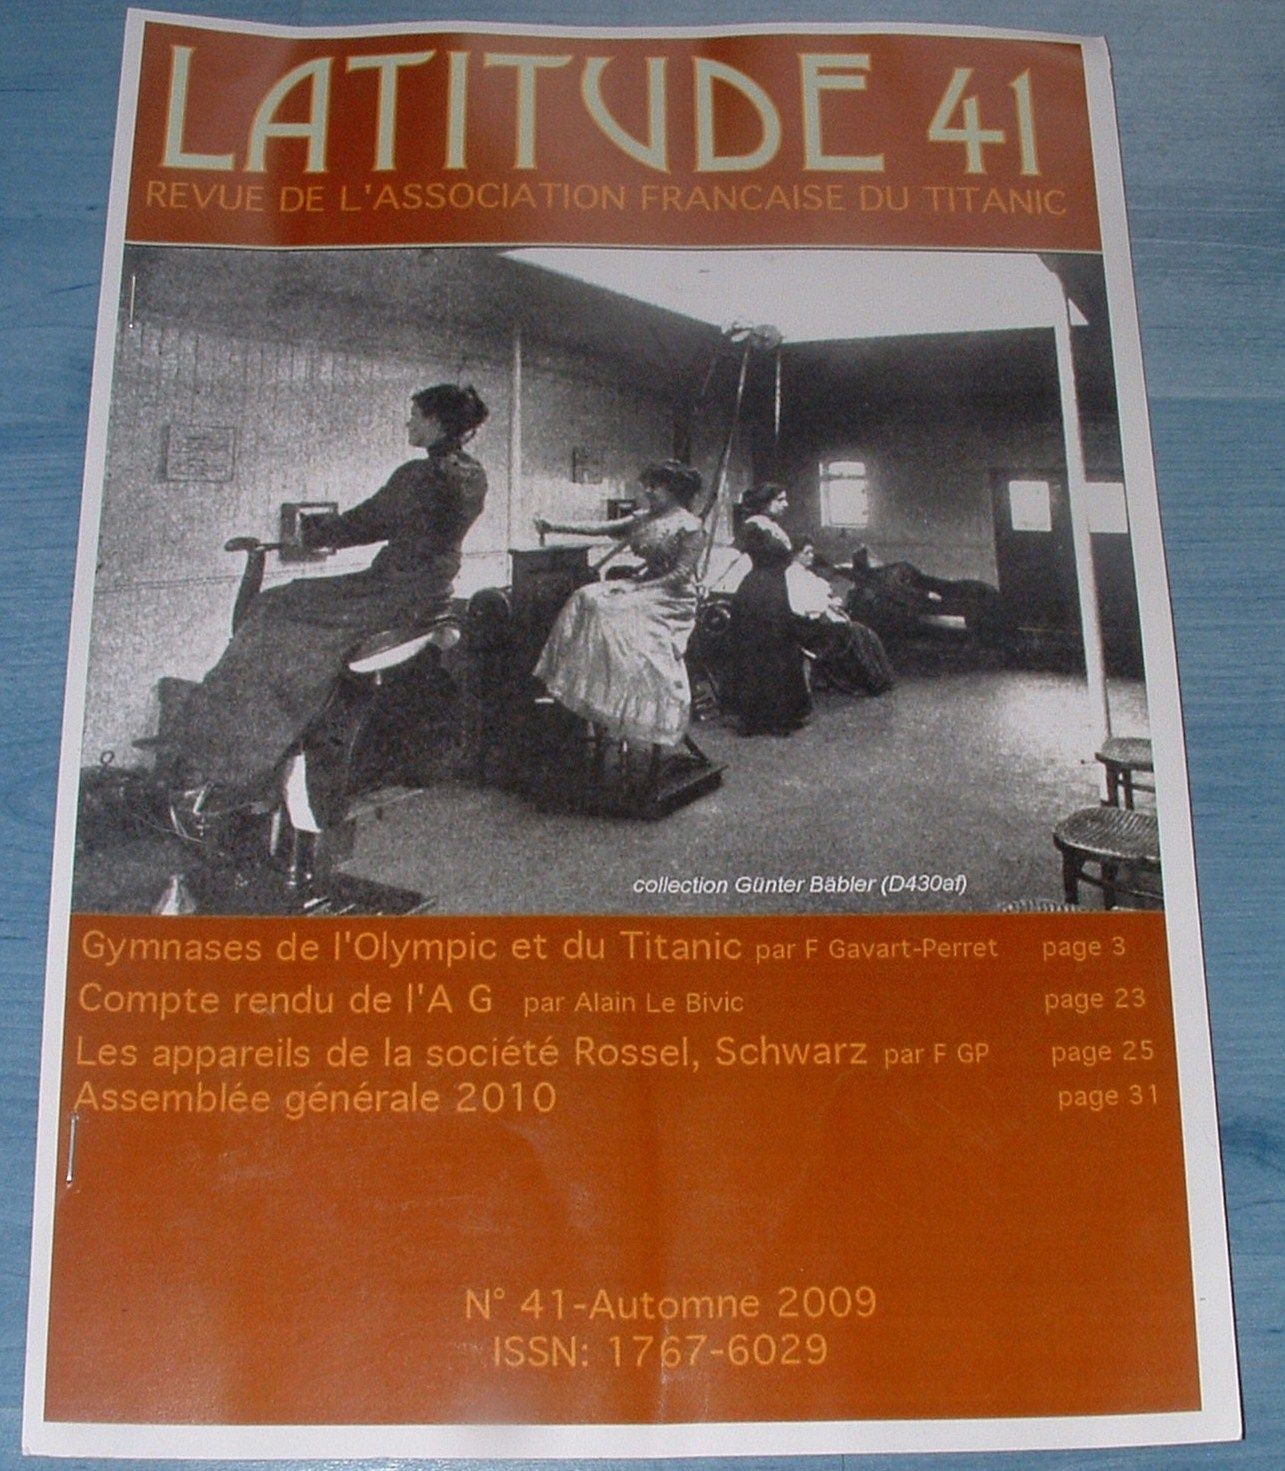 LATITUDE 41
REVUE DE L'ASSOCIATION FRANCAISE DU TITANIC
collection Günter Bäbler (D430af)
Gymnases de l'Olympic et du Titanic par F Gavart-Perret page 3
Compte rendu de l'A G par Alain Le Bivic page 23
Les appareils de la société Rossel, Schwarz par F GP page 25
Assemblée générale 2010 page 31
N° 41-Automne 2009
ISSN: 1767-6029